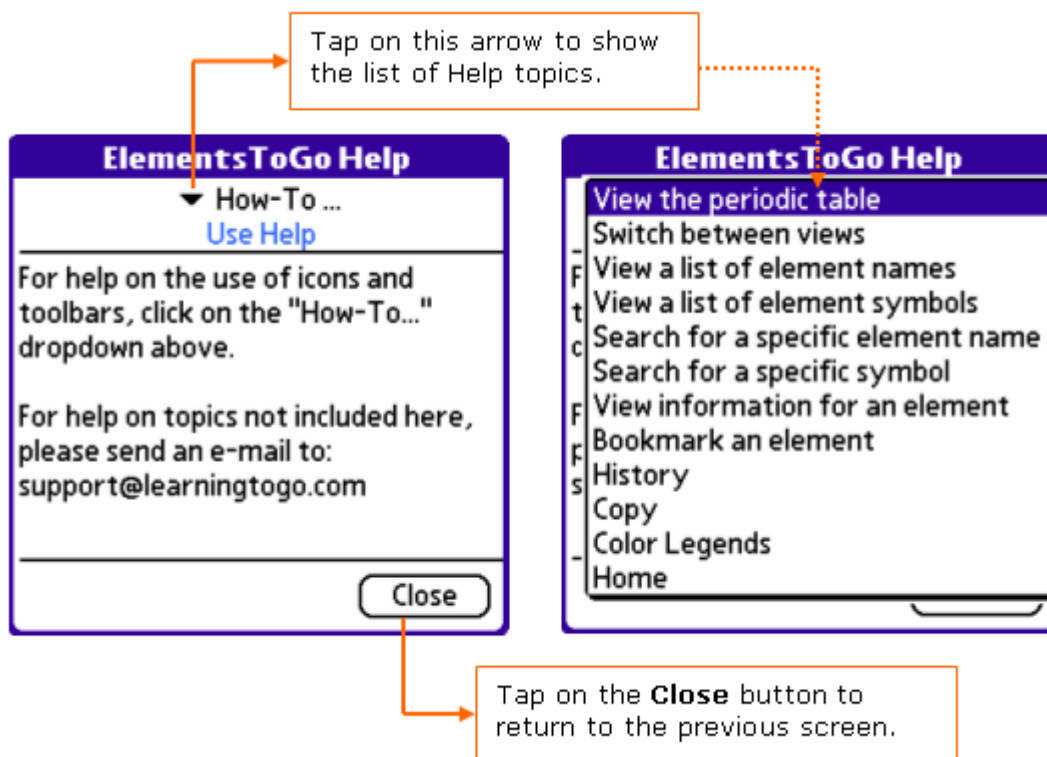 Tap on this arrow to show
the list of Help topics.
ElementsToGo Help
How-To ...
Use Help
For help on the use of icons and
toolbars, click on the "How-To..."
dropdown above.
For help on topics not included here,
please send an e-mail to:
support@learningtogo.com
Close
ElementsToGo Help
View the periodic table
Switch between views
View a list of element names
View a list of element symbols
Search for a specific element name
Search for a specific symbol
View information for an element
Bookmark an element
History
Copy
Color Legends
Home
Tap on the Close button to
return to the previous screen.